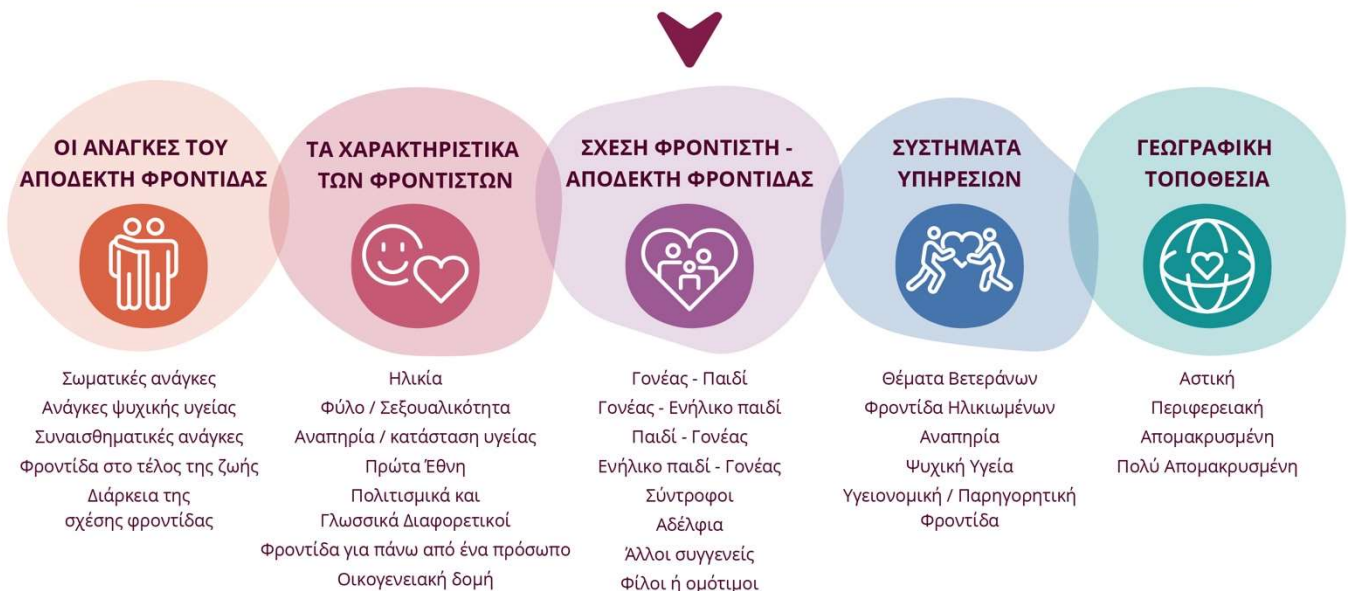 ΟΙ ΑΝΑΓΚΕΣ ΤΟΥ
ΑΠΟΔΕΚΤΗ ΦΡΟΝΤΙΔΑΣ
Σωματικές ανάγκες
Ανάγκες ψυχικής υγείας
Συναισθηματικές ανάγκες
Φροντίδα στο τέλος της ζωής
Διάρκεια της
σχέσης φροντίδας
ΤΑ ΧΑΡΑΚΤΗΡΙΣΤΙΚΑ
ΤΩΝ ΦΡΟΝΤΙΣΤΩΝ
Ηλικία
Φύλο / Σεξουαλικότητα
Αναπηρία / κατάσταση υγείας
Πρώτα Έθνη
Πολιτισμικά και
Γλωσσικά Διαφορετικοί
Φροντίδα για πάνω από ένα πρόσωπο
Οικογενειακή δομή
ΣΧΕΣΗ ΦΡΟΝΤΙΣΤΗ -
ΑΠΟΔΕΚΤΗ ΦΡΟΝΤΙΔΑΣ
Γονέας - Παιδί
Γονέας - Ενήλικο παιδί
Παιδί - Γονέας
Ενήλικο παιδί - Γονέας
Σύντροφοι
Αδέλφια
Άλλοι συγγενείς
Φίλοι ή ομότιμοι
ΣΥΣΤΗΜΑΤΑ
ΥΠΗΡΕΣΙΩΝ
Θέματα Βετεράνων
Φροντίδα Ηλικιωμένων
Αναπηρία
Ψυχική Υγεία
Υγειονομική / Παρηγορητική
Φροντίδα
ΓΕΩΓΡΑΦΙΚΗ
ΤΟΠΟΘΕΣΙΑ
Αστική
Περιφερειακή
Απομακρυσμένη
Πολύ Απομακρυσμένη